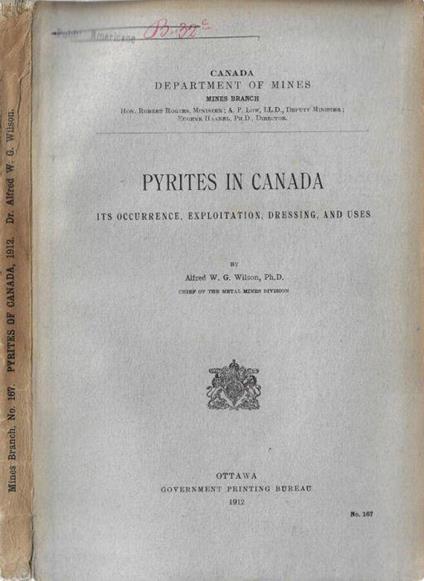 Americane
B-32c
CANADA
DEPARTMENT OF MINES
MINES BRANCH
HON. ROBERT ROGERS, MINISTER; A. P. LOW, LL.D., DEPUTY MINISTER;
EUGENE HAANEL, PH.D., DIRECTOR.
PYRITES IN CANADA
ITS OCCURRENCE, EXPLOITATION, DRESSING, AND USES
BY
Alfred W. G. Wilson, Ph.D.
CHIEF OF THE METAL MINES DIVISION
OTTAWA
GOVERNMENT PRINTING BUREAU
1912
No. 167
Mines Branch, No. 167. PYRITES OF CANADA, 1912. Dr. Alfred W. G. Wilson.